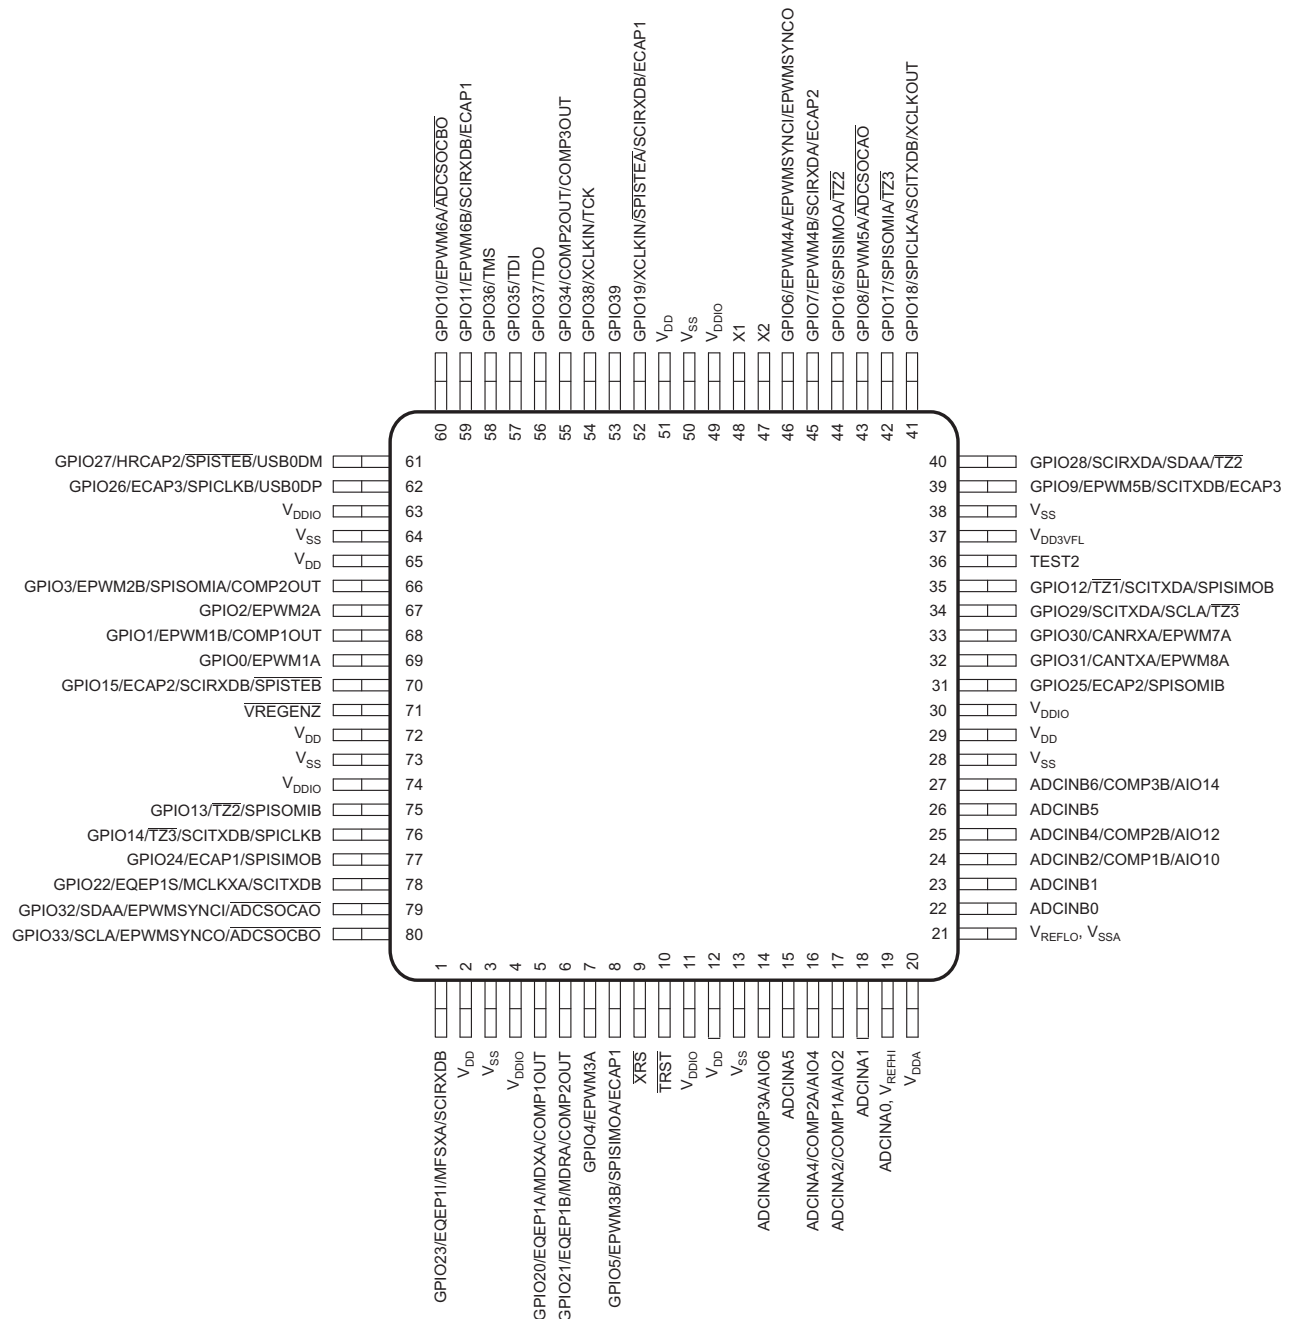 GPIO10/EPWM6A/ADCSOCBO
GPIO11/EPWM6B/SCIRXDB/ECAP1
GPIO36/TMS
GPIO35/TDI
GPIO37/TDO
GPIO34/COMP2OUT/COMP3OUT
GPIO38/XCLKIN/TCK
GPIO39
GPIO19/XCLKIN/SPISTEA/SCIRXDB/ECAP1
VDD
VSS
VDDIO
X1
X2
GPIO6/EPWM4A/EPWMSYNCI/EPWMSYNCO
GPIO7/EPWM4B/SCIRXDA/ECAP2
GPIO16/SPISIMOA/TZ2
GPIO8/EPWM5A/ADCSOCAO
GPIO17/SPISOMIA/TZ3
GPIO18/SPICLKA/SCITXDB/XCLKOUT
60 59 58 57 56 55 54 53 52 51 50 49 48 47 46 45 44 43 42 41
GPIO27/HRCAP2/SPISTEB/USB0DM 61
GPIO26/ECAP3/SPICLKB/USB0DP 62
VDDIO 63
VSS 64
VDD 65
GPIO3/EPWM2B/SPISOMIA/COMP2OUT 66
GPIO2/EPWM2A 67
GPIO1/EPWM1B/COMP1OUT 68
GPIO0/EPWM1A 69
GPIO15/ECAP2/SCIRXDB/SPISTEB 70
VREGENZ 71
VDD 72
VSS 73
VDDIO 74
GPIO13/TZ2/SPISOMIB 75
GPIO14/TZ3/SCITXDB/SPICLKB 76
GPIO24/ECAP1/SPISIMOB 77
GPIO22/EQEP1S/MCLKXA/SCITXDB 78
GPIO32/SDAA/EPWMSYNCI/ADCSOCAO 79
GPIO33/SCLA/EPWMSYNCO/ADCSOCBO 80
40 GPIO28/SCIRXDA/SDAA/TZ2
39 GPIO9/EPWM5B/SCITXDB/ECAP3
38 VSS
37 VDD3VFL
36 TEST2
35 GPIO12/TZ1/SCITXDA/SPISIMOB
34 GPIO29/SCITXDA/SCLA/TZ3
33 GPIO30/CANRXA/EPWM7A
32 GPIO31/CANTXA/EPWM8A
31 GPIO25/ECAP2/SPISOMIB
30 VDDIO
29 VDD
28 VSS
27 ADCINB6/COMP3B/AIO14
26 ADCINB5
25 ADCINB4/COMP2B/AIO12
24 ADCINB2/COMP1B/AIO10
23 ADCINB1
22 ADCINB0
21 VREFLO, VSSA
1 2 3 4 5 6 7 8 9 10 11 12 13 14 15 16 17 18 19 20
GPIO23/EQEP1I/MFSXA/SCIRXDB
VDD
VSS
VDDIO
GPIO20/EQEP1A/MDXA/COMP1OUT
GPIO21/EQEP1B/MDRA/COMP2OUT
GPIO4/EPWM3A
GPIO5/EPWM3B/SPISIMOA/ECAP1
XRS
TRST
VDDIO
VDD
VSS
ADCINA6/COMP3A/AIO6
ADCINA5
ADCINA4/COMP2A/AIO4
ADCINA2/COMP1A/AIO2
ADCINA1
ADCINA0, VREFHI
VDDA